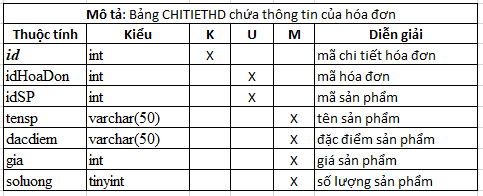 Mô tả: Bảng CHITIETHD chứa thông tin của hóa đơn
Thuộc tính Kiểu K U M Diễn giải
id int X mã chi tiết hóa đơn
idHoaDon int X mã hóa đơn
idSP int X mã sản phẩm
tensp varchar(50) X tên sản phẩm
dacdiem varchar(50) X đặc điểm sản phẩm
gia int X giá sản phẩm
soluong tinyint X số lượng sản phẩm